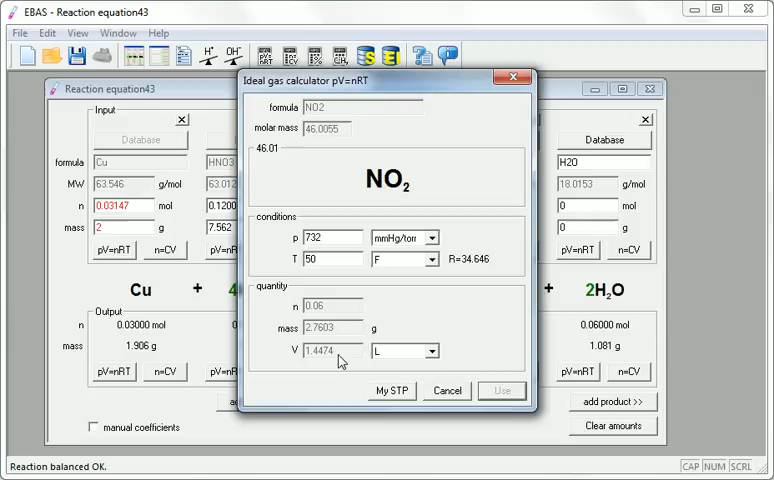 EBAS - Reaction equation43
File Edit View Window Help
H⁺ OH⁻
Reaction equation43
Ideal gas calculator pV=nRT
Input
Database
formula Cu
MW 63.546 g/mol
n 0.03147 mol
mass 2 g
pV=nRT n=CV
HNO3
63.012
0.1200
7.562
pV=nR
formula NO2
molar mass 46.0055
46.01
NO₂
conditions
p 732 mmHg/torr
T 50 F R=34.646
quantity
n 0.06
mass 2.7603 g
V 1.4474 L
My STP Cancel Use
Database
H2O
18.0153 g/mol
0 mol
0 g
pV=nRT n=CV
Cu + 4
+ 2H₂O
Output
n 0.03000 mol
mass 1.906 g
pV=nRT n=CV
0.06000 mol
1.081 g
pV=nRT n=CV
add product >>
manual coefficients
Clear amounts
Reaction balanced OK.
CAP NUM SCRL